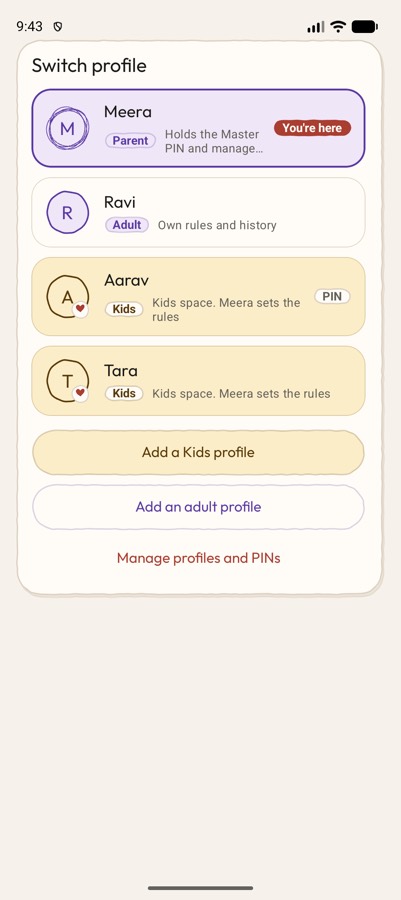 9:43
Switch profile
M
Meera
Parent
Holds the Master
PIN and manage…
You're here
R
Ravi
Adult
Own rules and history
A
Aarav
Kids
Kids space. Meera sets the
rules
PIN
T
Tara
Kids
Kids space. Meera sets the rules
Add a Kids profile
Add an adult profile
Manage profiles and PINs